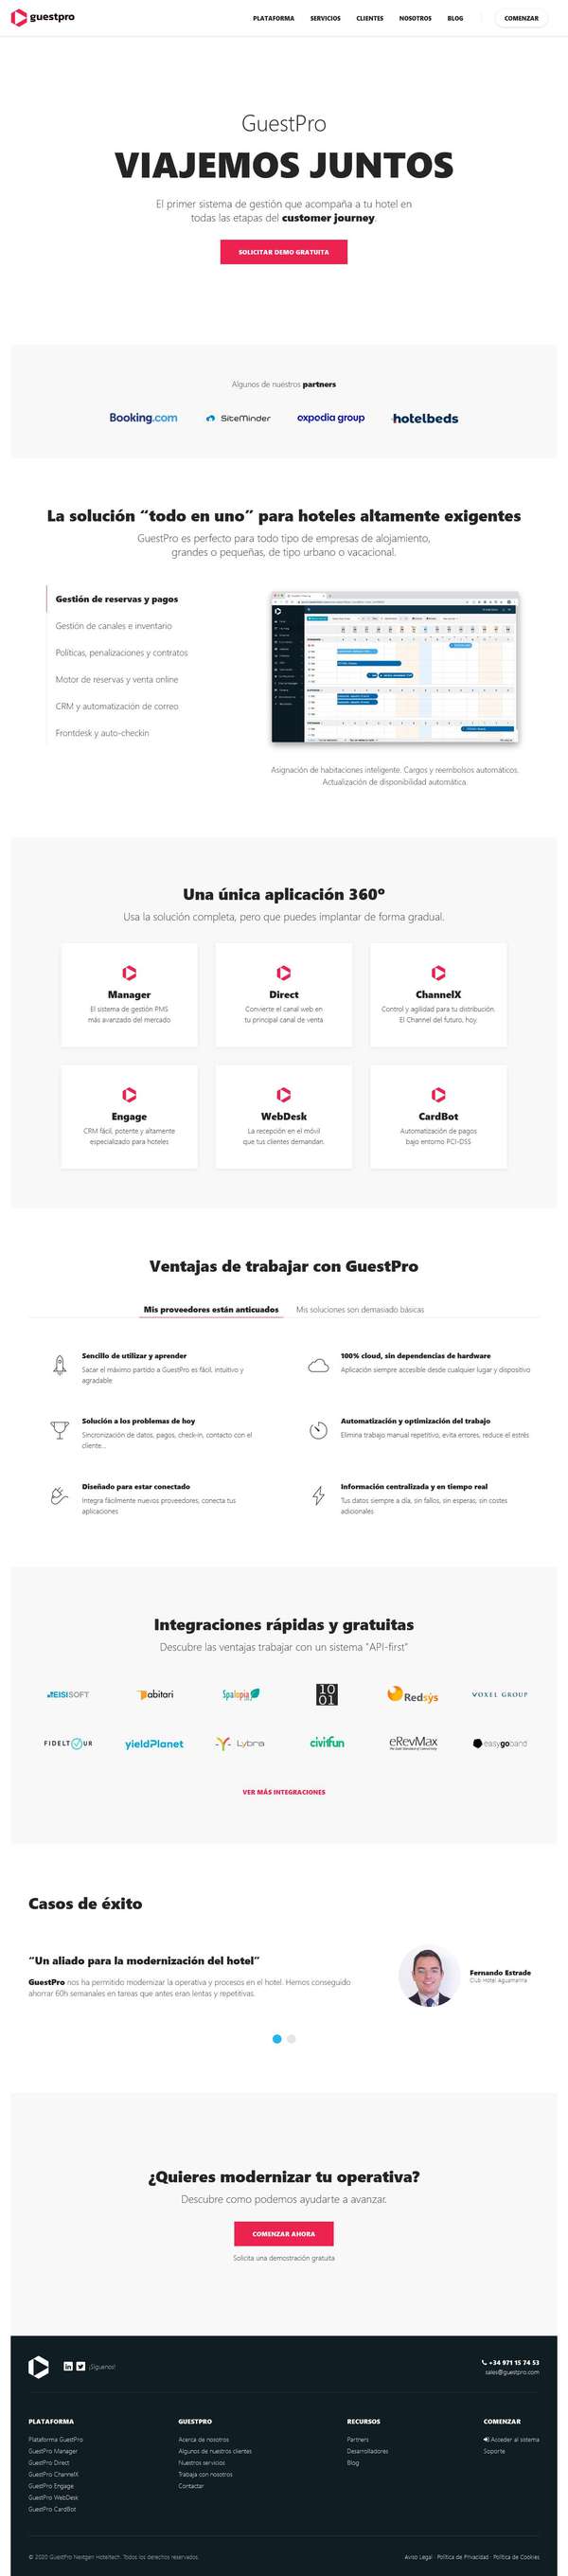 guestpro
PLATAFORMA SERVICIOS CLIENTES NOSOTROS BLOG COMENZAR
GuestPro
VIAJEMOS JUNTOS
El primer sistema de gestión que acompaña a tu hotel en
todas las etapas del customer journey.
SOLICITAR DEMO GRATUITA
Algunos de nuestros partners
Booking.com SiteMinder expedia group hotelbeds
La solución “todo en uno” para hoteles altamente exigentes
GuestPro es perfecto para todo tipo de empresas de alojamiento,
grandes o pequeñas, de tipo urbano o vacacional.
Gestión de reservas y pagos
Gestión de canales e inventario
Políticas, penalizaciones y contratos
Motor de reservas y venta online
CRM y automatización de correo
Frontdesk y auto-checkin
Asignación de habitaciones inteligente. Cargos y reembolsos automáticos.
Actualización de disponibilidad automática.
Una única aplicación 360º
Usa la solución completa, pero que puedes implantar de forma gradual.
Manager
El sistema de gestión PMS
más avanzado del mercado
Direct
Convierte el canal web en
tu principal canal de venta
ChannelX
Control y agilidad para tu distribución.
El Channel del futuro, hoy.
Engage
CRM fácil, potente y altamente
especializado para hoteles
WebDesk
La recepción en el móvil
que tus clientes demandan.
CardBot
Automatización de pagos
bajo entorno PCI-DSS
Ventajas de trabajar con GuestPro
Mis proveedores están anticuados Mis soluciones son demasiado básicas
Sencillo de utilizar y aprender
Sacar el máximo partido a GuestPro es fácil, intuitivo y
agradable
100% cloud, sin dependencias de hardware
Aplicación siempre accesible desde cualquier lugar y dispositivo
Solución a los problemas de hoy
Sincronización de datos, pagos, check-in, contacto con el
cliente...
Automatización y optimización del trabajo
Elimina trabajo manual repetitivo, evita errores, reduce el estrés
Diseñado para estar conectado
Integra fácilmente nuevos proveedores, conecta tus
aplicaciones
Información centralizada y en tiempo real
Tus datos siempre a día, sin fallos, sin esperas, sin costes
adicionales
Integraciones rápidas y gratuitas
Descubre las ventajas trabajar con un sistema "API-first"
EISISOFT abitari Spalopia 10 01 Redsys VOXEL GROUP
FIDELTOUR yieldPlanet Lybra civitfun eRevMax easygoband
VER MÁS INTEGRACIONES
Casos de éxito
“Un aliado para la modernización del hotel”
GuestPro nos ha permitido modernizar la operativa y procesos en el hotel. Hemos conseguido
ahorrar 60h semanales en tareas que antes eran lentas y repetitivas.
Fernando Estrade
Club Hotel Aguamarina
¿Quieres modernizar tu operativa?
Descubre como podemos ayudarte a avanzar.
COMENZAR AHORA
Solicita una demostración gratuita
¡Síguenos!
+34 971 15 74 53
sales@guestpro.com
PLATAFORMA
Plataforma GuestPro
GuestPro Manager
GuestPro Direct
GuestPro ChannelX
GuestPro Engage
GuestPro WebDesk
GuestPro CardBot
GUESTPRO
Acerca de nosotros
Algunos de nuestros clientes
Nuestros servicios
Trabaja con nosotros
Contactar
RECURSOS
Partners
Desarrolladores
Blog
COMENZAR
Acceder al sistema
Soporte
© 2020 GuestPro Nextgen Hoteltech. Todos los derechos reservados.
Aviso Legal · Política de Privacidad · Política de Cookies